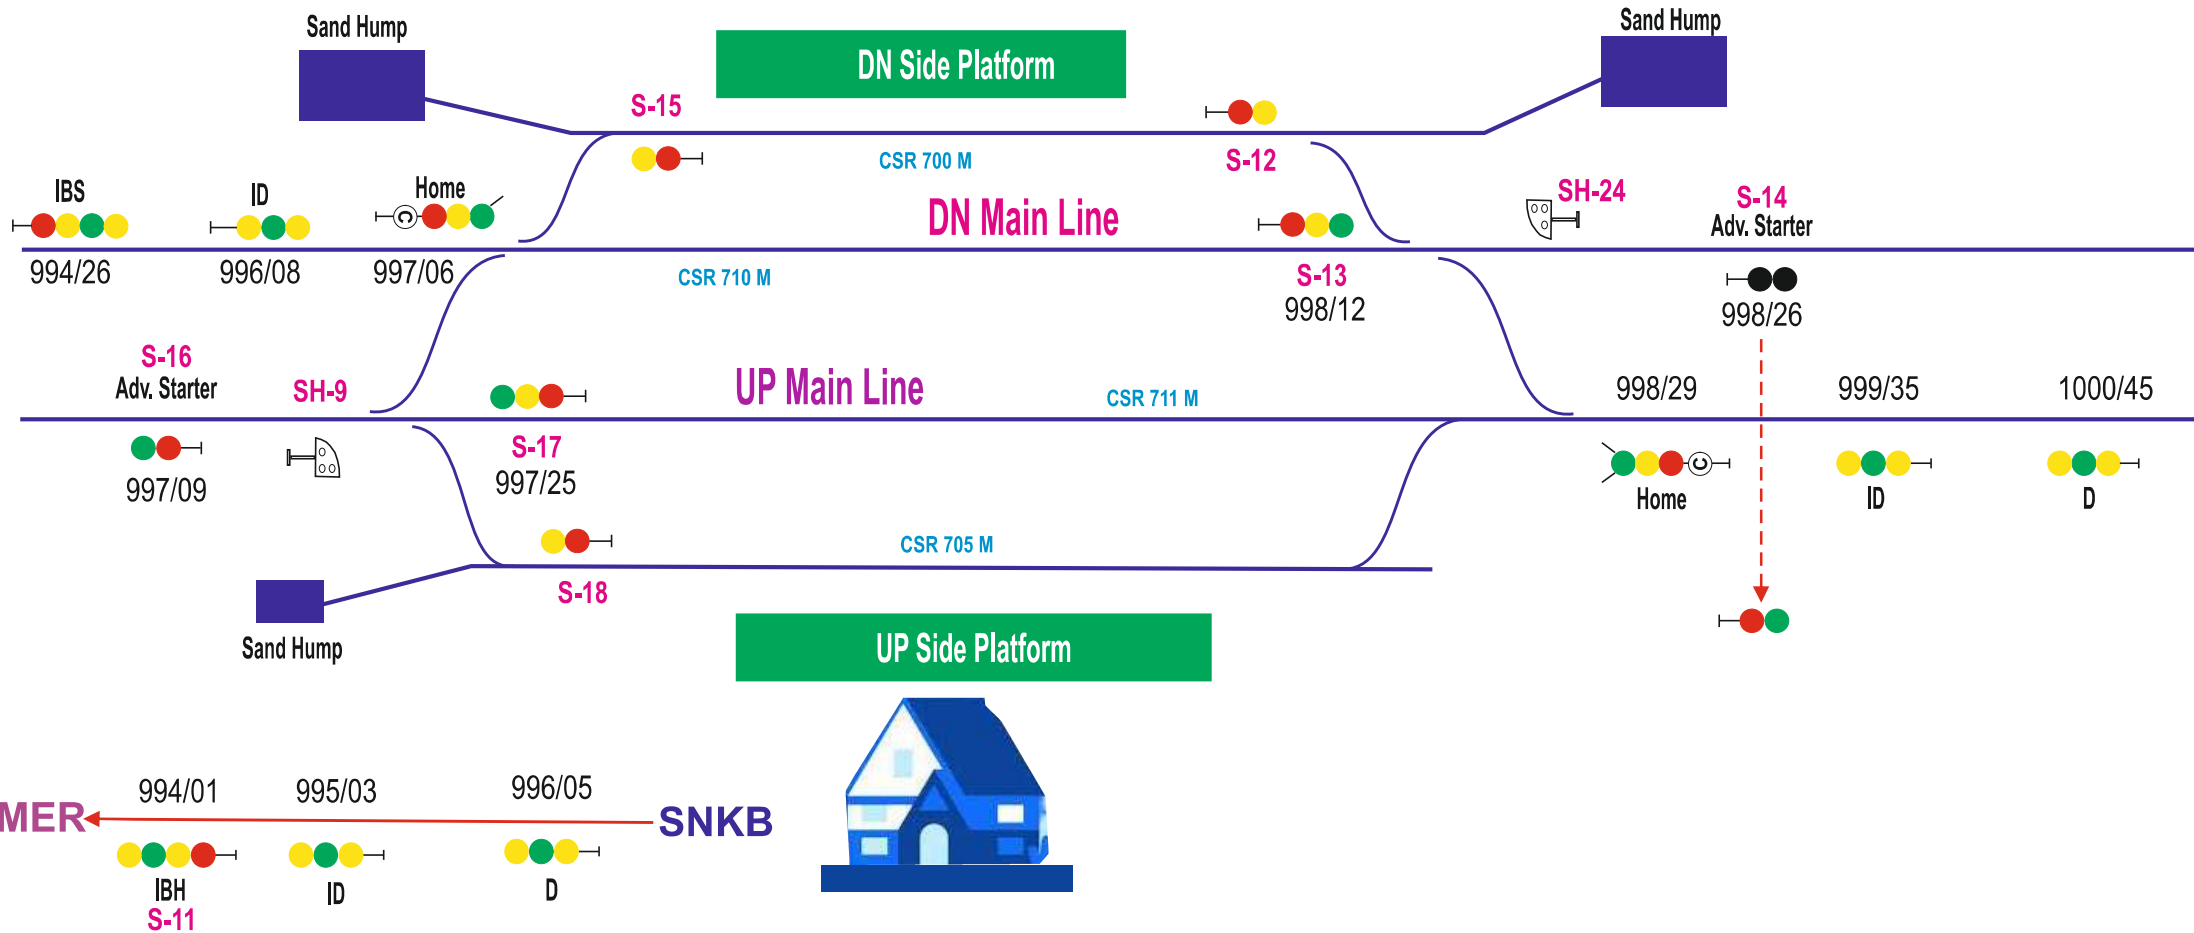 Sand Hump
Sand Hump
DN Side Platform
S-15
S-12
CSR 700 M
IBS
ID
Home
C
SH-24
S-14
Adv. Starter
DN Main Line
994/26
996/08
997/06
CSR 710 M
S-13
998/12
998/26
S-16
Adv. Starter
SH-9
UP Main Line
CSR 711 M
998/29
999/35
1000/45
S-17
997/09
997/25
C
Home
ID
D
CSR 705 M
S-18
Sand Hump
UP Side Platform
994/01
995/03
996/05
MER
SNKB
IBH
ID
D
S-11